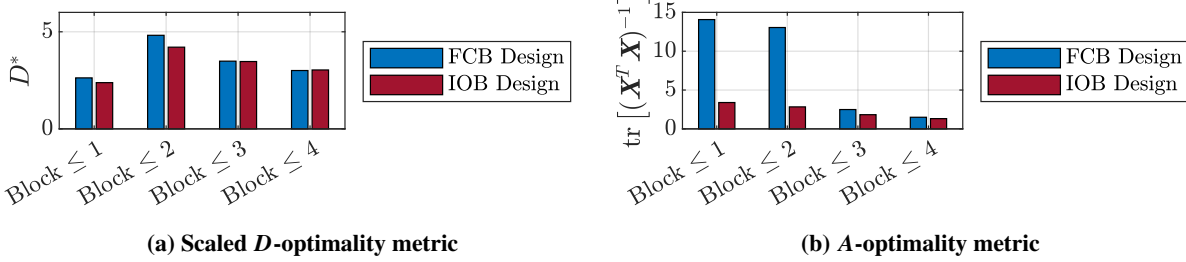 5
0
D*
Block ≤ 1
Block ≤ 2
Block ≤ 3
Block ≤ 4
FCB Design
IOB Design
(a) Scaled D-optimality metric
15
10
5
0
tr [(X^T X)^{-1}]
Block ≤ 1
Block ≤ 2
Block ≤ 3
Block ≤ 4
FCB Design
IOB Design
(b) A-optimality metric